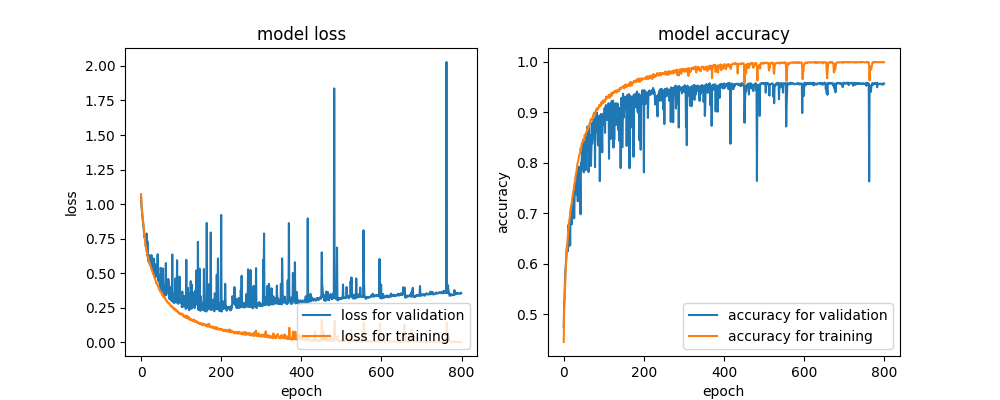 model loss
loss
2.00
1.75
1.50
1.25
1.00
0.75
0.50
0.25
0.00
0 200 400 600 800
epoch
loss for validation
loss for training
model accuracy
accuracy
1.0
0.9
0.8
0.7
0.6
0.5
0 200 400 600 800
epoch
accuracy for validation
accuracy for training